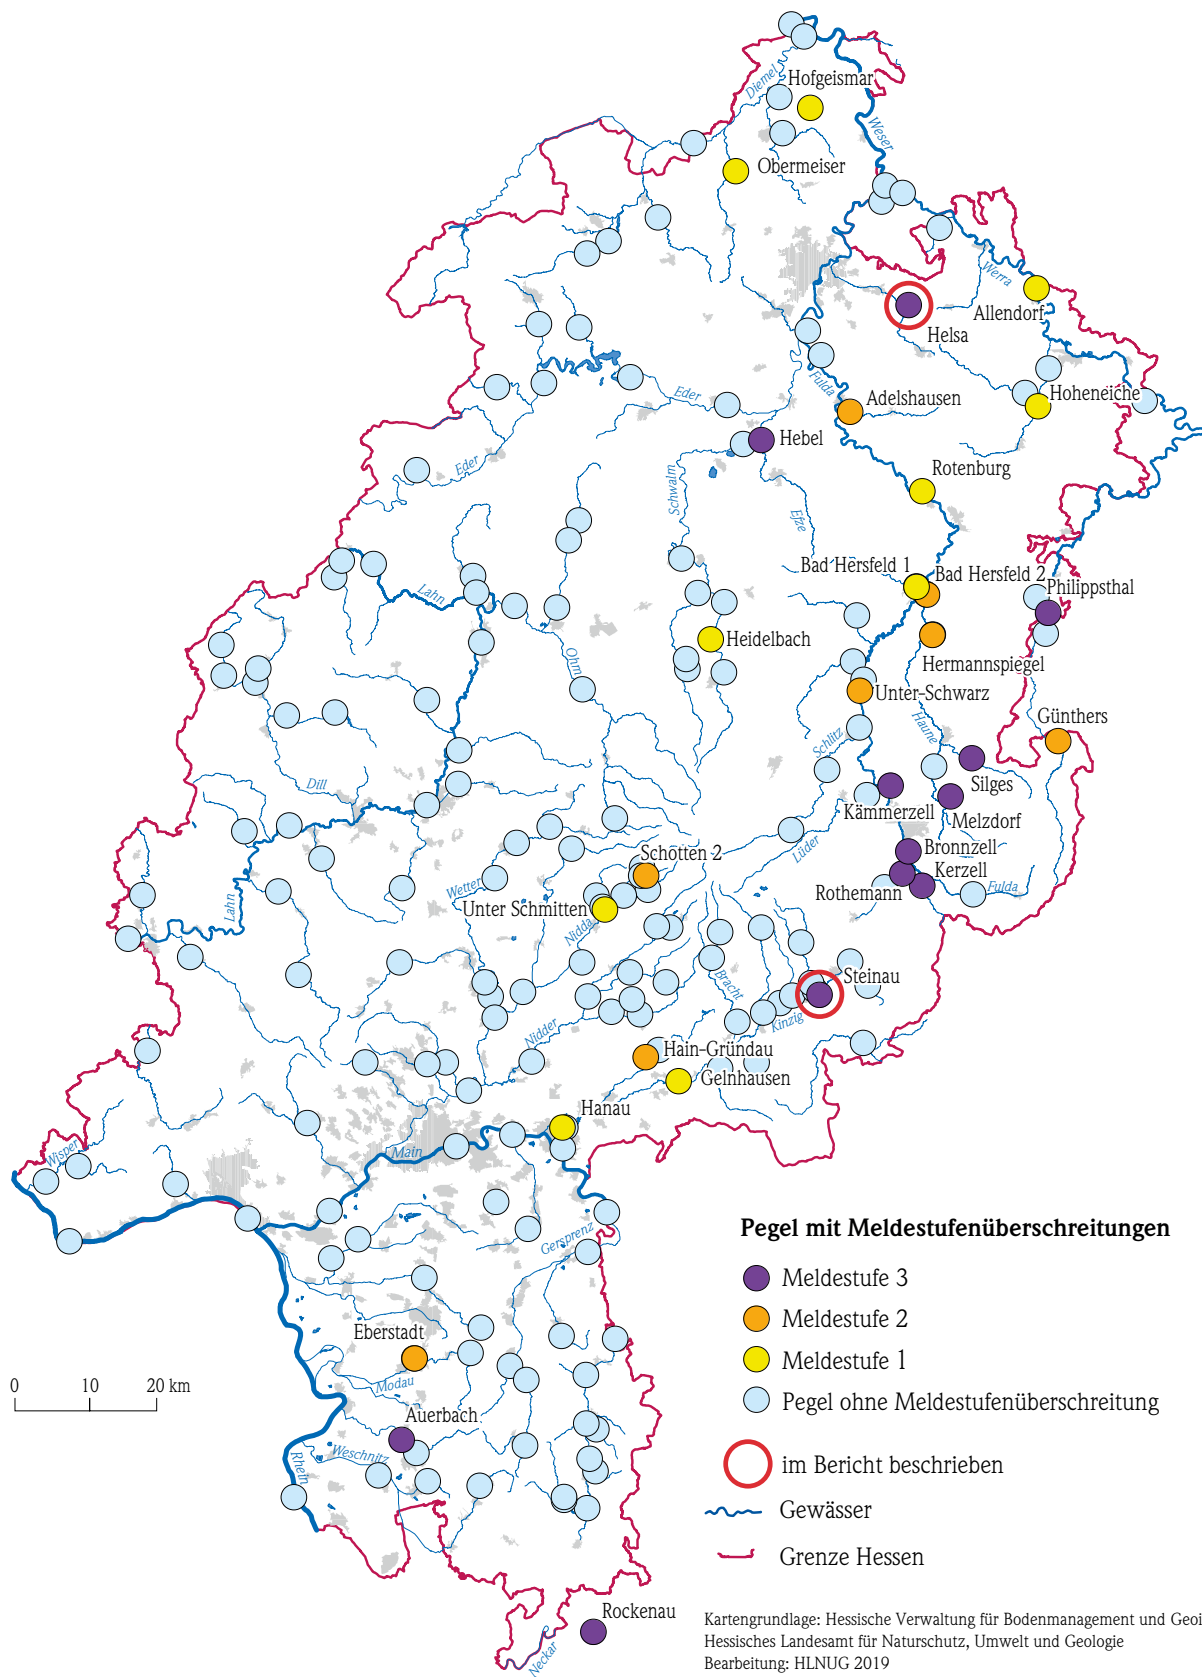 Diemel
Hofgeismar
Weser
Obermeiser
Werra
Allendorf
Helsa
Fulda
Eder
Adelshausen
Hoheneiche
Hebel
Eder
Schwalm
Rotenburg
Efze
Bad Hersfeld 1
Bad Hersfeld 2
Philippsthal
Lahn
Heidelbach
Ohm
Hermannspiegel
Unter-Schwarz
Günthers
Haune
Schlitz
Silges
Dill
Kämmerzell
Melzdorf
Lüder
Bronnzell
Schotten 2
Kerzell
Wetter
Rothemann
Fulda
Lahn
Unter Schmitten
Nidda
Steinau
Bracht
Kinzig
Nidder
Hain-Gründau
Gelnhausen
Hanau
Main
Wisper
Gersprenz
Pegel mit Meldestufenüberschreitungen
Meldestufe 3
Meldestufe 2
Meldestufe 1
Pegel ohne Meldestufenüberschreitung
im Bericht beschrieben
Gewässer
Grenze Hessen
Eberstadt
Modau
0 10 20 km
Auerbach
Weschnitz
Rhein
Rockenau
Neckar
Kartengrundlage: Hessische Verwaltung für Bodenmanagement und Geoi
Hessisches Landesamt für Naturschutz, Umwelt und Geologie
Bearbeitung: HLNUG 2019